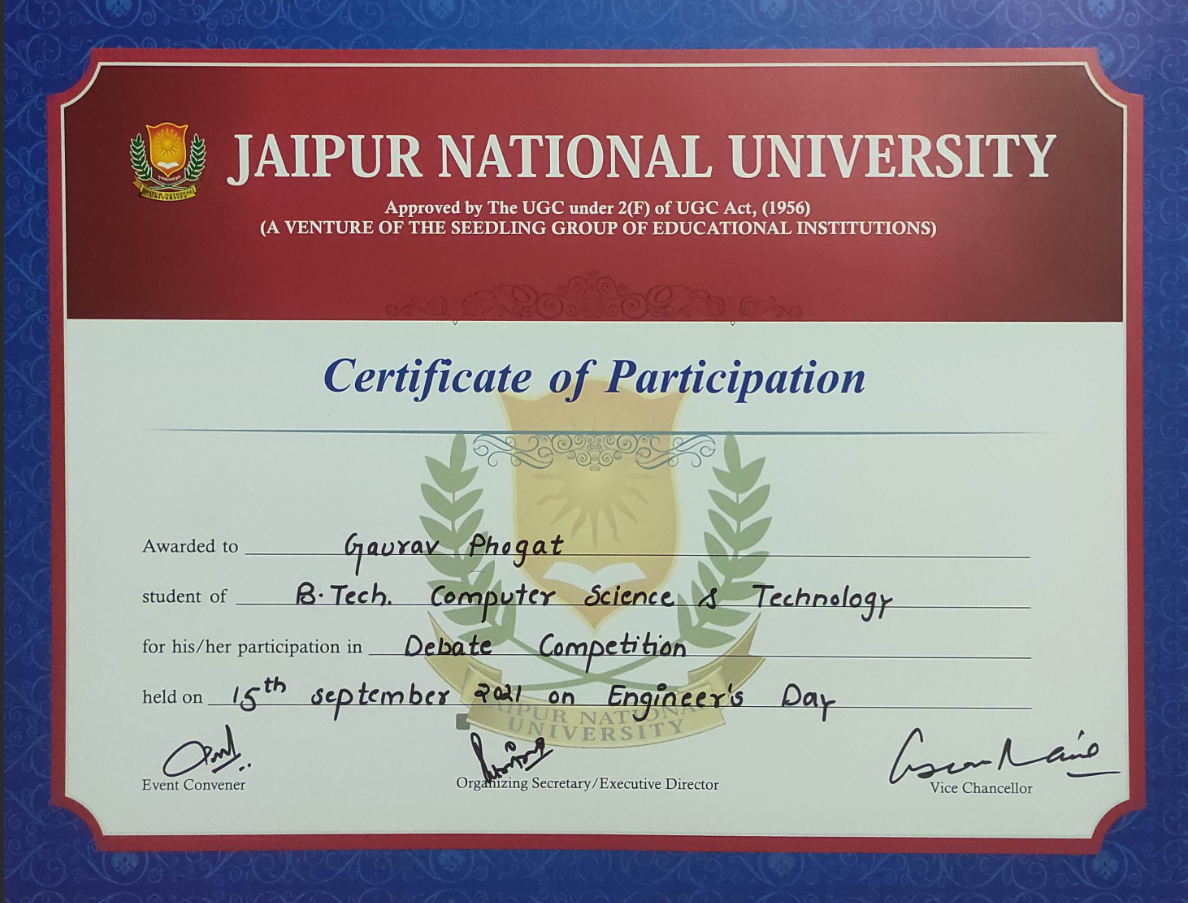 JAIPUR NATIONAL UNIVERSITY
Approved by The UGC under 2(F) of UGC Act, (1956)
(A VENTURE OF THE SEEDLING GROUP OF EDUCATIONAL INSTITUTIONS)
Certificate of Participation
Awarded to Gaurav Phogat
student of B.Tech. Computer Science & Technology
for his/her participation in Debate Competition
held on 15th september 2021 on Engineer's Day
JAIPUR NATIONAL
UNIVERSITY
Event Convener
Organizing Secretary/Executive Director
Vice Chancellor